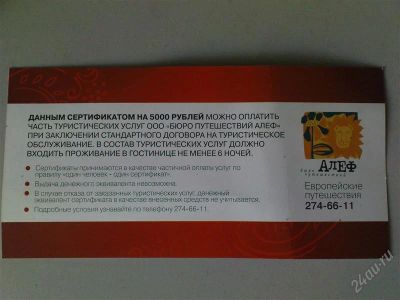 ДАННЫМ СЕРТИФИКАТОМ НА 5000 РУБЛЕЙ МОЖНО ОПЛАТИТЬ
ЧАСТЬ ТУРИСТИЧЕСКИХ УСЛУГ ООО «БЮРО ПУТЕШЕСТВИЙ АЛЕФ»
ПРИ ЗАКЛЮЧЕНИИ СТАНДАРТНОГО ДОГОВОРА НА ТУРИСТИЧЕСКОЕ
ОБСЛУЖИВАНИЕ. В СОСТАВ ТУРИСТИЧЕСКИХ УСЛУГ ДОЛЖНО
ВХОДИТЬ ПРОЖИВАНИЕ В ГОСТИНИЦЕ НЕ МЕНЕЕ 6 НОЧЕЙ.
Сертификаты принимаются в качестве частичной оплаты услуг по
правилу «один человек - один сертификат».
Выдача денежного эквивалента невозможна.
В случае отказа от заказанных туристических услуг денежный
эквивалент сертификата в качестве внесенных средств не учитывается.
Подробные условия узнавайте по телефону 274-66-11.
АЛЕФ
бюро путешествий
Европейские
путешествия
274-66-11
24au.ru